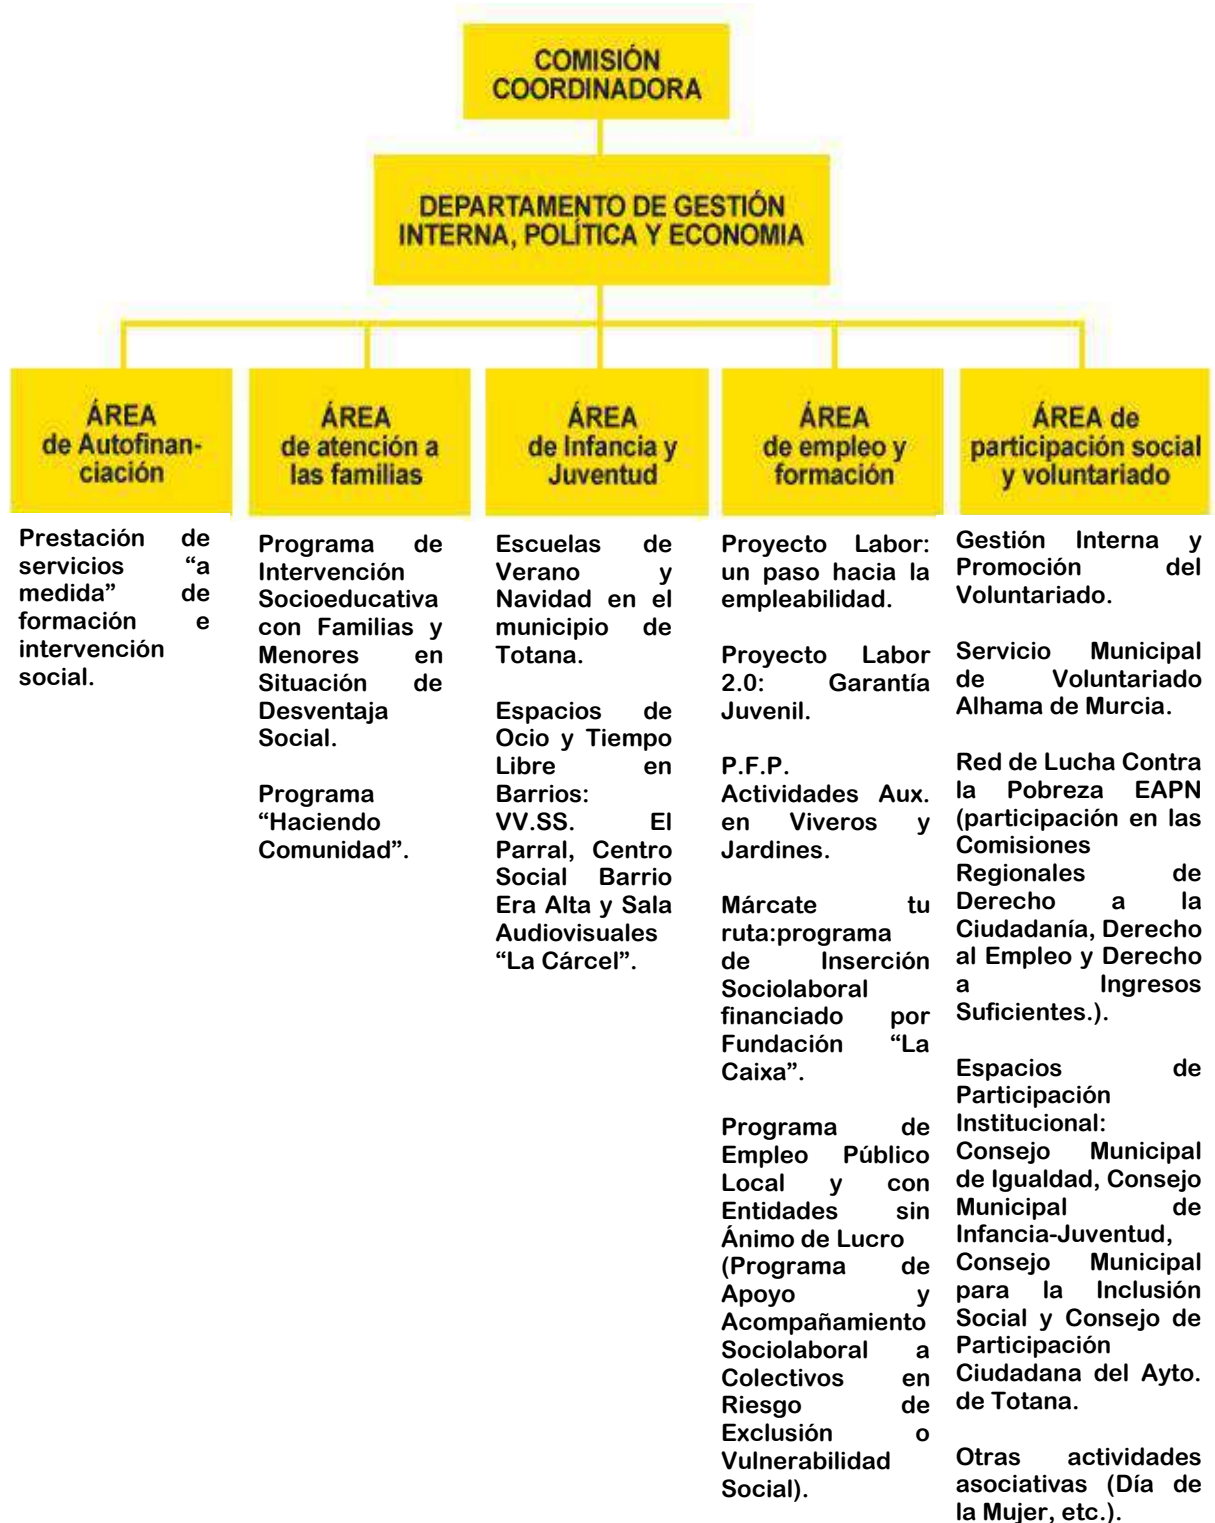 COMISIÓN
COORDINADORA
DEPARTAMENTO DE GESTIÓN
INTERNA, POLÍTICA Y ECONOMIA
ÁREA
de Autofinan-
ciación
Prestación de
servicios “a
medida” de
formación e
intervención
social.
ÁREA
de atención a
las familias
Programa de
Intervención
Socioeducativa
con Familias y
Menores en
Situación de
Desventaja
Social.
Programa
“Haciendo
Comunidad”.
ÁREA
de Infancia y
Juventud
Escuelas de
Verano y
Navidad en el
municipio de
Totana.
Espacios de
Ocio y Tiempo
Libre en
Barrios:
VV.SS. El
Parral, Centro
Social Barrio
Era Alta y Sala
Audiovisuales
“La Cárcel”.
ÁREA
de empleo y
formación
Proyecto Labor:
un paso hacia la
empleabilidad.
Proyecto Labor
2.0: Garantía
Juvenil.
P.F.P.
Actividades Aux.
en Viveros y
Jardines.
Márcate tu
ruta:programa
de Inserción
Sociolaboral
financiado por
Fundación “La
Caixa”.
Programa de
Empleo Público
Local y con
Entidades sin
Ánimo de Lucro
(Programa de
Apoyo y
Acompañamiento
Sociolaboral a
Colectivos en
Riesgo de
Exclusión o
Vulnerabilidad
Social).
ÁREA de
participación social
y voluntariado
Gestión Interna y
Promoción del
Voluntariado.
Servicio Municipal
de Voluntariado
Alhama de Murcia.
Red de Lucha Contra
la Pobreza EAPN
(participación en las
Comisiones
Regionales de
Derecho a la
Ciudadanía, Derecho
al Empleo y Derecho
a Ingresos
Suficientes.).
Espacios de
Participación
Institucional:
Consejo Municipal
de Igualdad, Consejo
Municipal de
Infancia-Juventud,
Consejo Municipal
para la Inclusión
Social y Consejo de
Participación
Ciudadana del Ayto.
de Totana.
Otras actividades
asociativas (Día de
la Mujer, etc.).